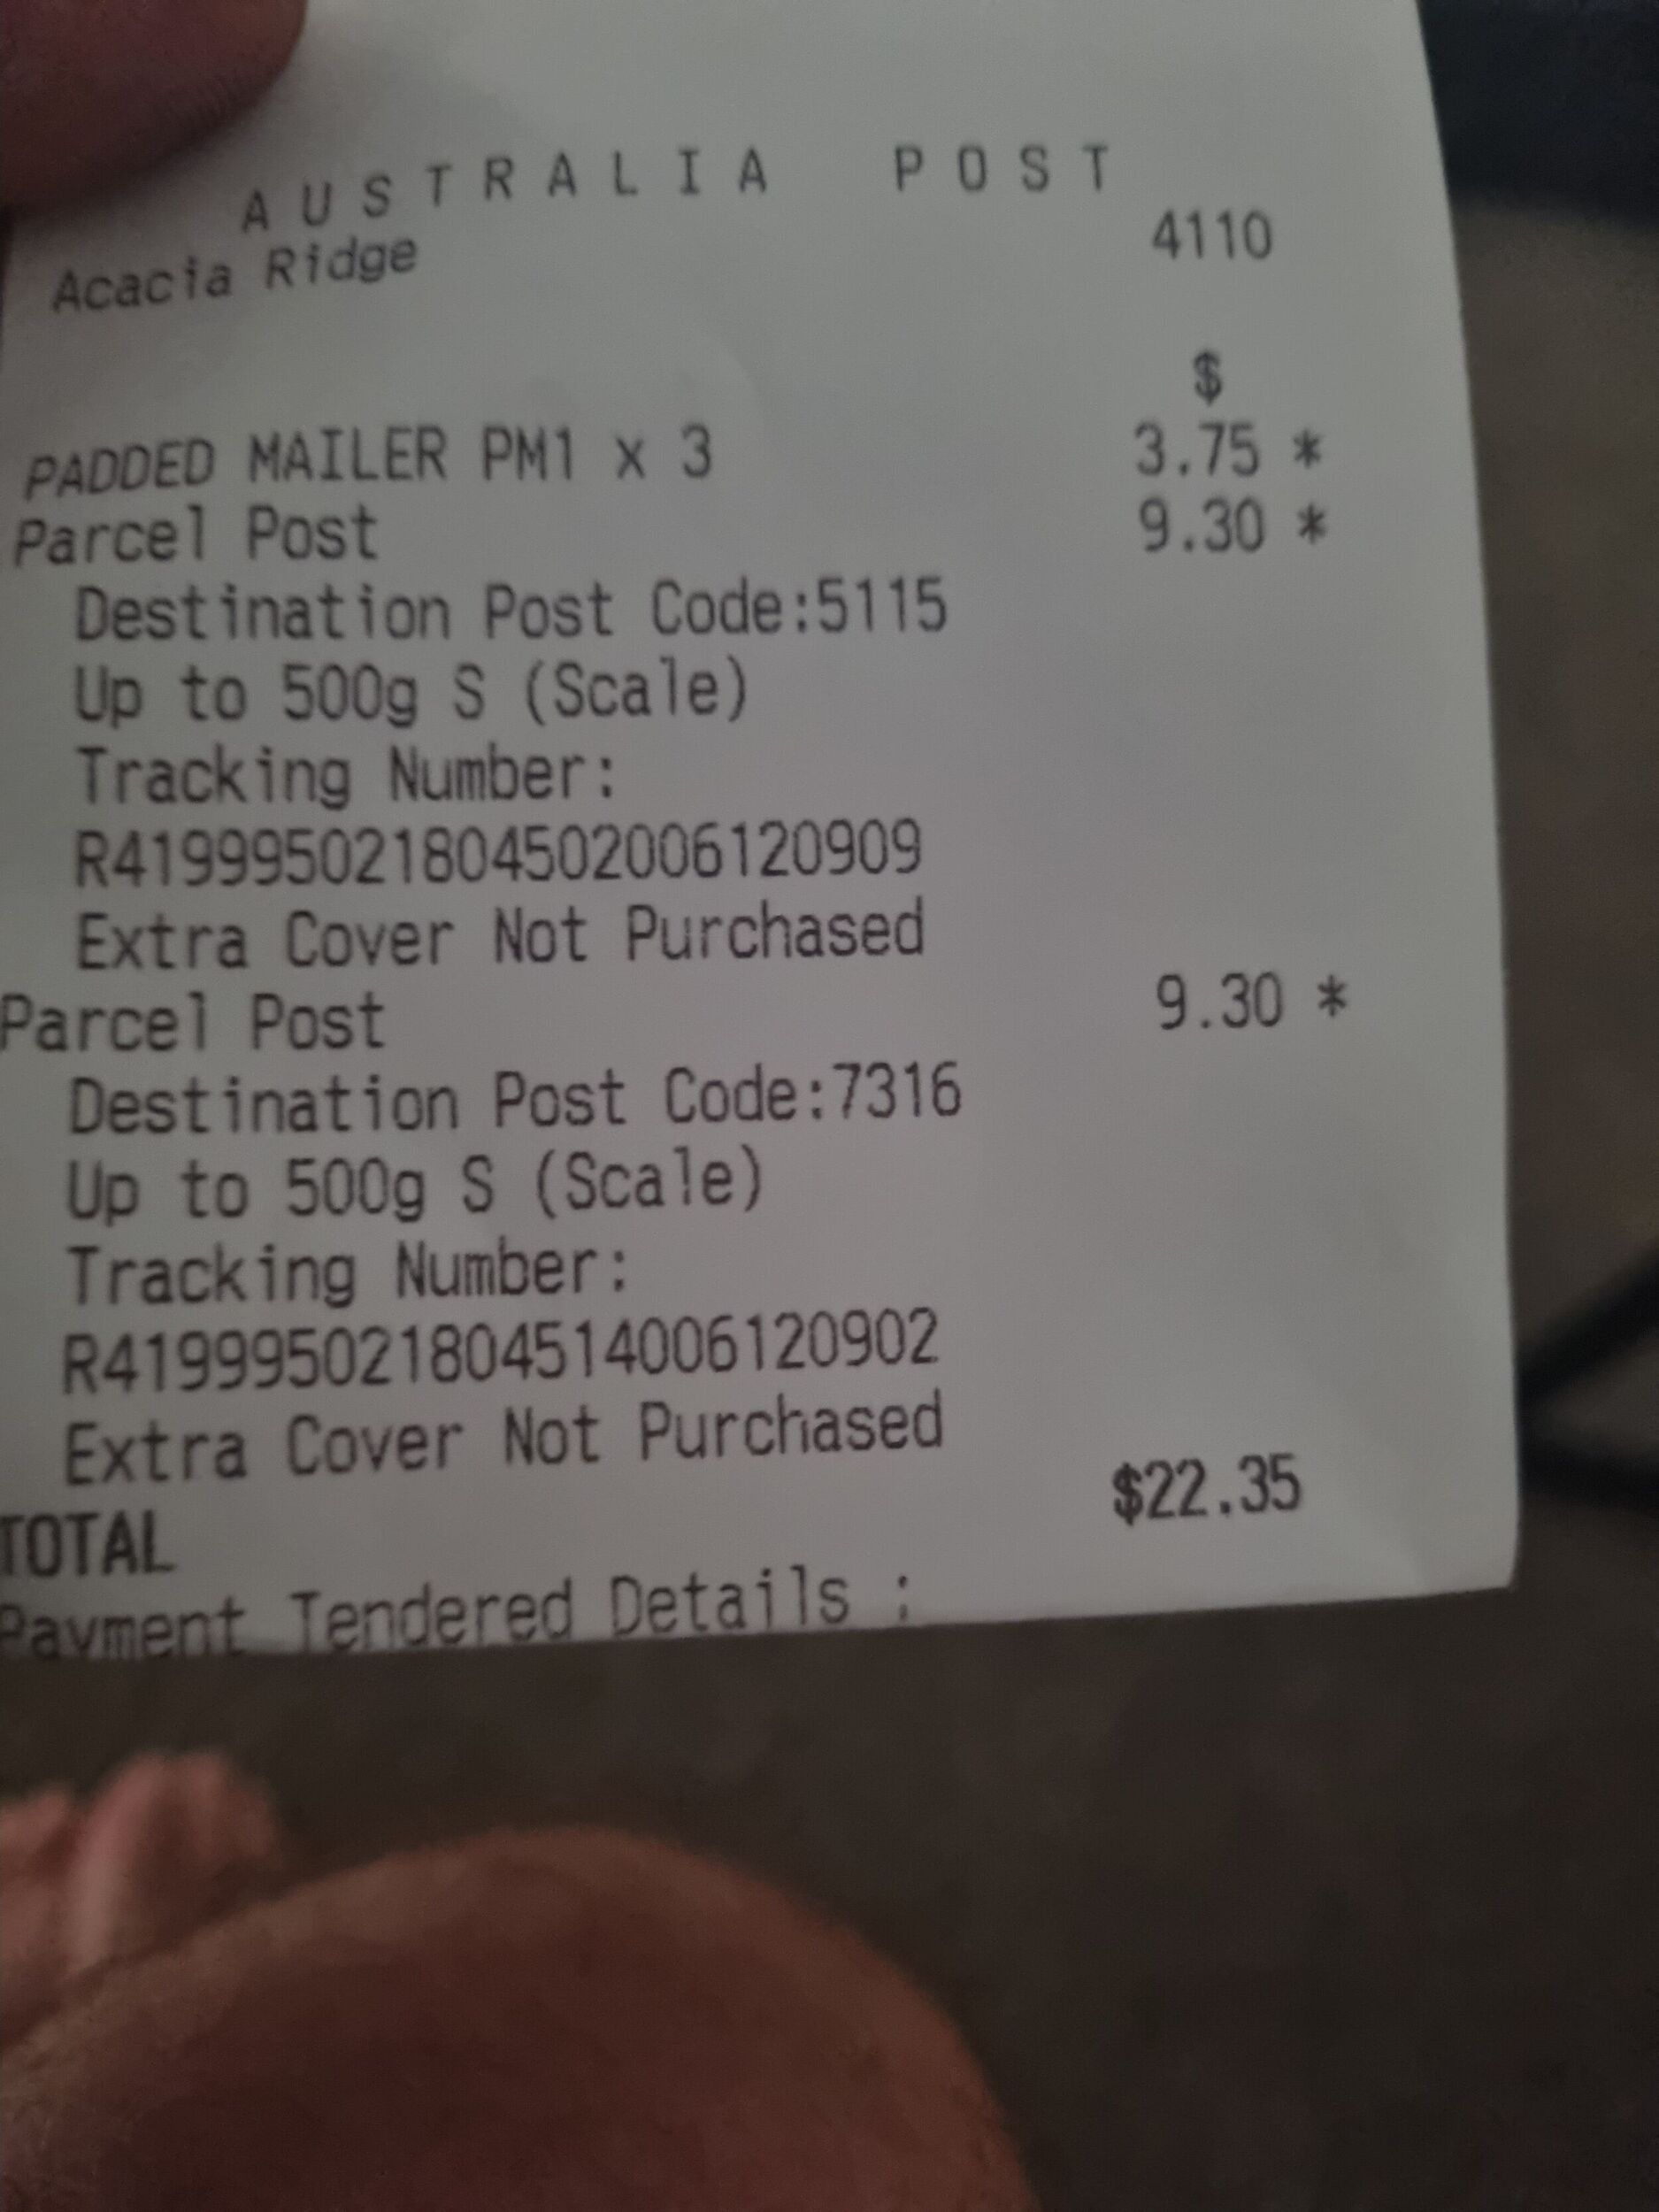 AUSTRALIA POST
Acacia Ridge 4110
$
PADDED MAILER PM1 x 3 3.75 *
Parcel Post 9.30 *
Destination Post Code:5115
Up to 500g S (Scale)
Tracking Number:
R419995021804502006120909
Extra Cover Not Purchased
Parcel Post 9.30 *
Destination Post Code:7316
Up to 500g S (Scale)
Tracking Number:
R419995021804514006120902
Extra Cover Not Purchased
TOTAL $22.35
Payment Tendered Details :